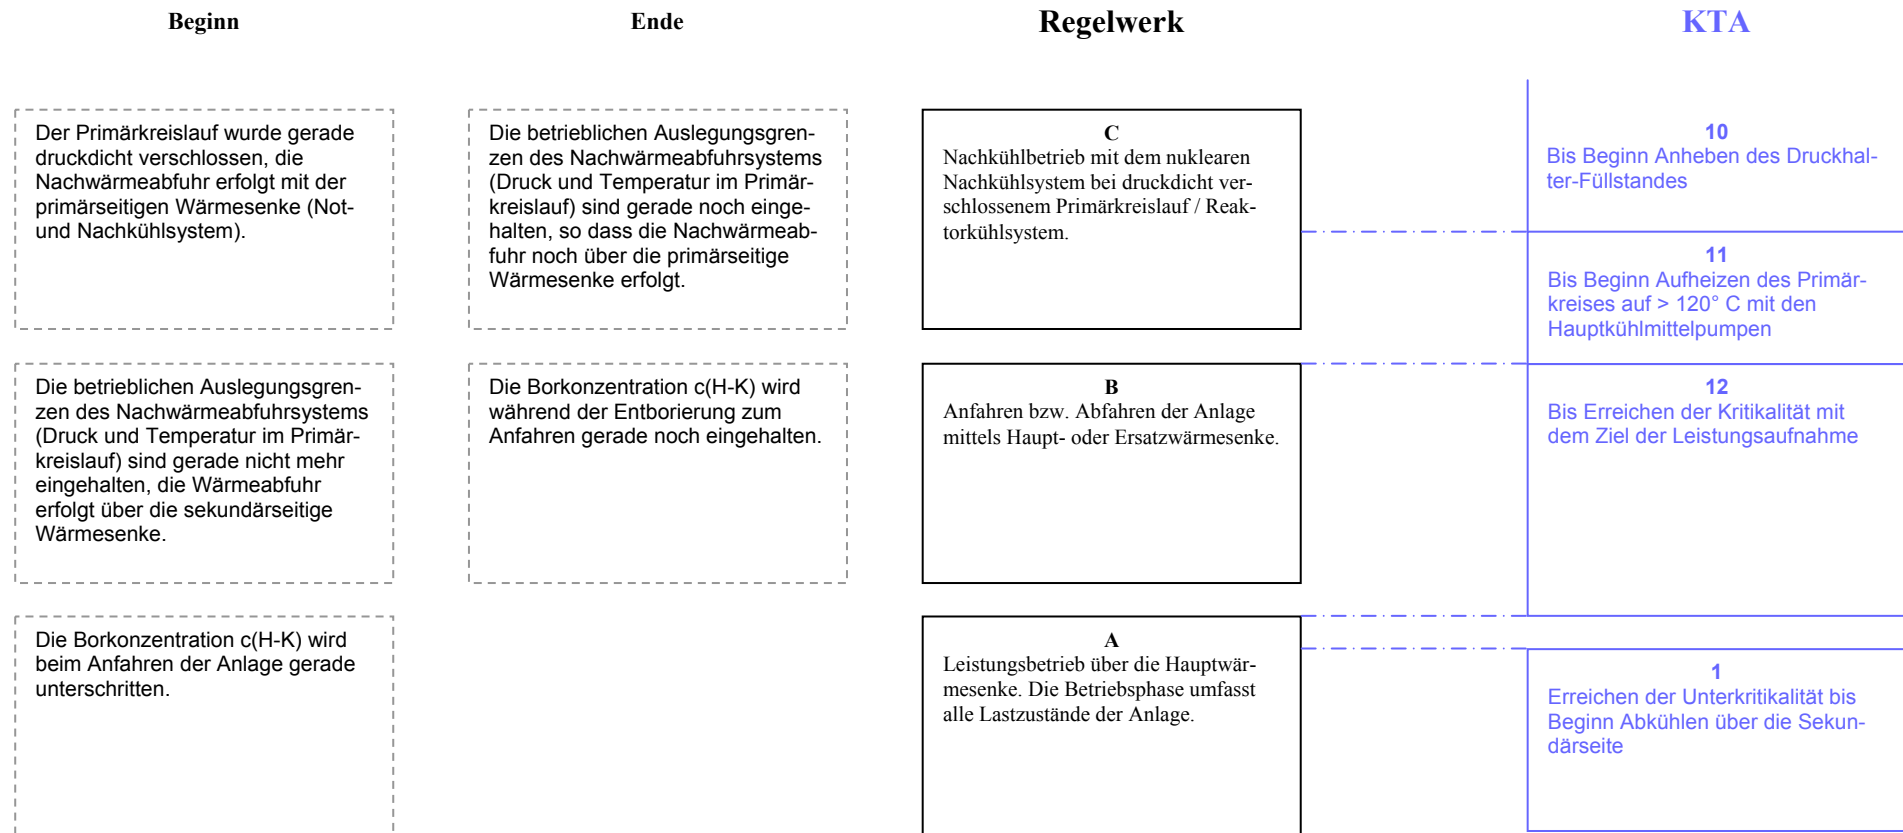 Beginn
Ende
Regelwerk
KTA
Der Primärkreislauf wurde gerade
druckdicht verschlossen, die
Nachwärmeabfuhr erfolgt mit der
primärseitigen Wärmesenke (Not-
und Nachkühlsystem).
Die betrieblichen Auslegungsgren-
zen des Nachwärmeabfuhrsystems
(Druck und Temperatur im Primär-
kreislauf) sind gerade noch einge-
halten, so dass die Nachwärmeab-
fuhr noch über die primärseitige
Wärmesenke erfolgt.
C
Nachkühlbetrieb mit dem nuklearen
Nachkühlsystem bei druckdicht ver-
schlossenem Primärkreislauf / Reak-
torkühlsystem.
10
Bis Beginn Anheben des Druckhal-
ter-Füllstandes
11
Bis Beginn Aufheizen des Primär-
kreises auf > 120° C mit den
Hauptkühlmittelpumpen
Die betrieblichen Auslegungsgren-
zen des Nachwärmeabfuhrsystems
(Druck und Temperatur im Primär-
kreislauf) sind gerade nicht mehr
eingehalten, die Wärmeabfuhr
erfolgt über die sekundärseitige
Wärmesenke.
Die Borkonzentration c(H-K) wird
während der Entborierung zum
Anfahren gerade noch eingehalten.
B
Anfahren bzw. Abfahren der Anlage
mittels Haupt- oder Ersatzwärmesenke.
12
Bis Erreichen der Kritikalität mit
dem Ziel der Leistungsaufnahme
Die Borkonzentration c(H-K) wird
beim Anfahren der Anlage gerade
unterschritten.
A
Leistungsbetrieb über die Hauptwär-
mesenke. Die Betriebsphase umfasst
alle Lastzustände der Anlage.
1
Erreichen der Unterkritikalität bis
Beginn Abkühlen über die Sekun-
därseite